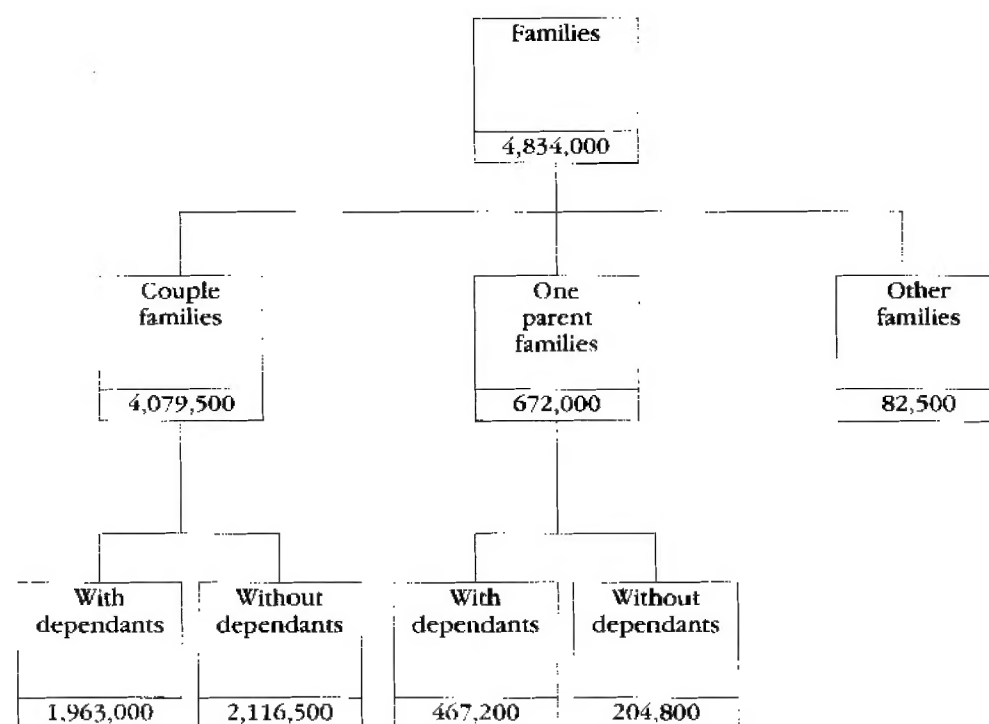 Families
4,834,000
Couple
families
4,079,500
One
parent
families
672,000
Other
families
82,500
With
dependants
1,963,000
Without
dependants
2,116,500
With
dependants
467,200
Without
dependants
204,800